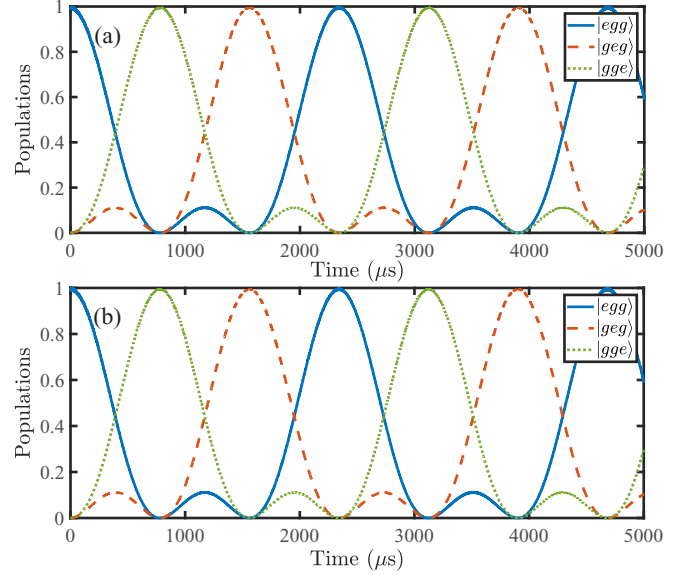 (a)
|egg⟩
|geg⟩
|gge⟩
Populations
1
0.8
0.6
0.4
0.2
0
0 1000 2000 3000 4000 5000
Time (μs)
(b)
|egg⟩
|geg⟩
|gge⟩
Populations
1
0.8
0.6
0.4
0.2
0
0 1000 2000 3000 4000 5000
Time (μs)